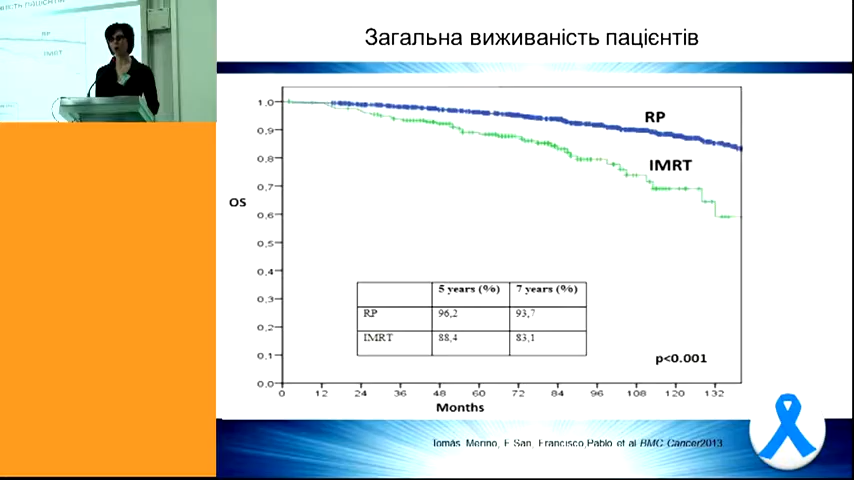 Загальна виживаність пацієнтів
RP
IMRT
OS
1,0
0,9
0,8
0,7
0,6
0,5
0,4
0,3
0,2
0,1
0,0
5 years (%) 7 years (%)
RP 96,2 93,7
IMRT 88,4 83,1
p<0.001
0 12 24 36 48 60 72 84 96 108 120 132
Months
Tomás Merino, F San, Francisco,Pablo et al BMC Cancer2013
RP
IMRT